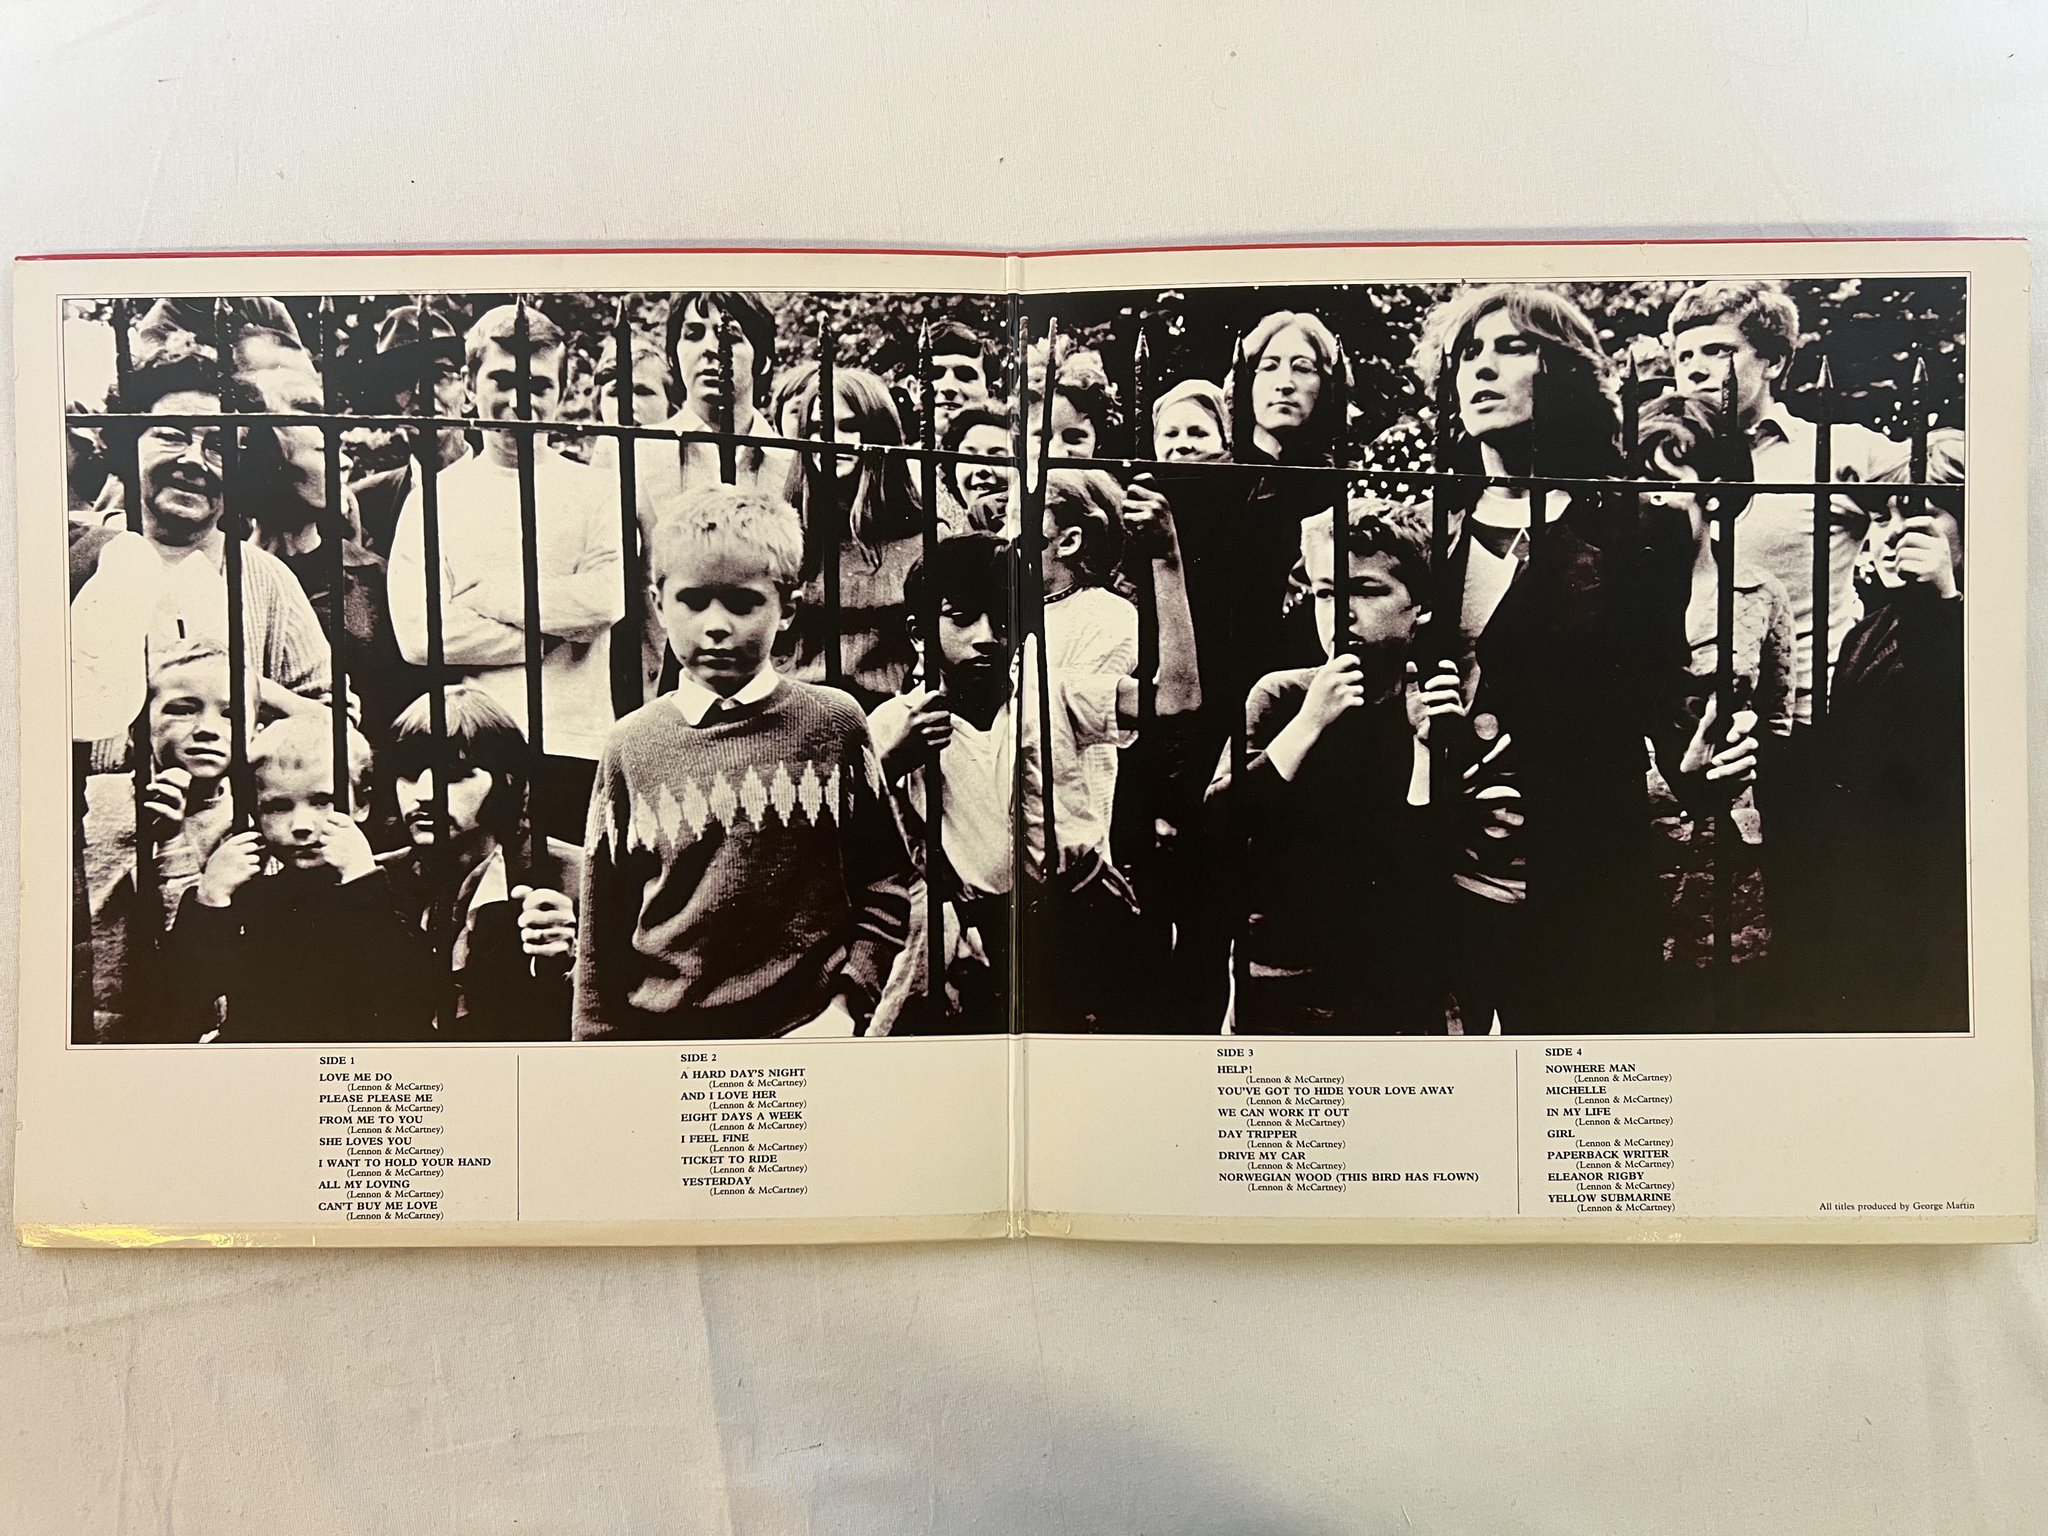 SIDE 1
LOVE ME DO
(Lennon & McCartney)
PLEASE PLEASE ME
(Lennon & McCartney)
FROM ME TO YOU
(Lennon & McCartney)
SHE LOVES YOU
(Lennon & McCartney)
I WANT TO HOLD YOUR HAND
(Lennon & McCartney)
ALL MY LOVING
(Lennon & McCartney)
CAN'T BUY ME LOVE
(Lennon & McCartney)
SIDE 2
A HARD DAY'S NIGHT
(Lennon & McCartney)
AND I LOVE HER
(Lennon & McCartney)
EIGHT DAYS A WEEK
(Lennon & McCartney)
I FEEL FINE
(Lennon & McCartney)
TICKET TO RIDE
(Lennon & McCartney)
YESTERDAY
(Lennon & McCartney)
SIDE 3
HELP!
(Lennon & McCartney)
YOU'VE GOT TO HIDE YOUR LOVE AWAY
(Lennon & McCartney)
WE CAN WORK IT OUT
(Lennon & McCartney)
DAY TRIPPER
(Lennon & McCartney)
DRIVE MY CAR
(Lennon & McCartney)
NORWEGIAN WOOD (THIS BIRD HAS FLOWN)
(Lennon & McCartney)
SIDE 4
NOWHERE MAN
(Lennon & McCartney)
MICHELLE
(Lennon & McCartney)
IN MY LIFE
(Lennon & McCartney)
GIRL
(Lennon & McCartney)
PAPERBACK WRITER
(Lennon & McCartney)
ELEANOR RIGBY
(Lennon & McCartney)
YELLOW SUBMARINE
(Lennon & McCartney)
All titles produced by George Martin